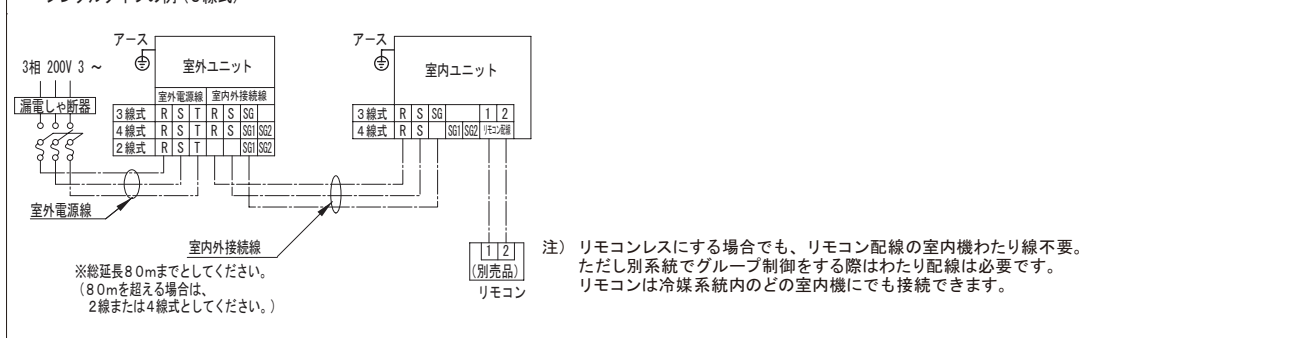 アース
3相 200V 3 ～
漏電しゃ断器
室外ユニット
室外電源線 室内外接続線
3線式 R S T R S SG
4線式 R S T R S SG1 SG2
2線式 R S T SG1 SG2
アース
室内ユニット
3線式 R S SG 1 2
4線式 R S SG1 SG2 リモコン配線
室外電源線
室内外接続線
※総延長80mまでとしてください。
（80mを超える場合は、
2線または4線式としてください。）
1 2
(別売品)
リモコン
注） リモコンレスにする場合でも、リモコン配線の室内機わたり線不要。
ただし別系統でグループ制御をする際はわたり配線は必要です。
リモコンは冷媒系統内のどの室内機にでも接続できます。